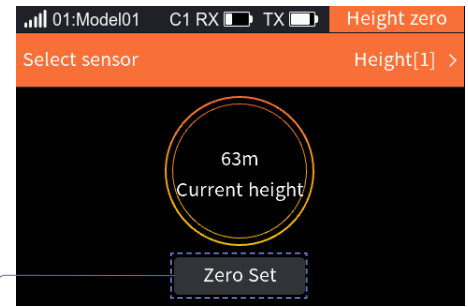 01:Model01 C1 RX TX Height zero
Select sensor Height[1] >
63m
Current height
Zero Set